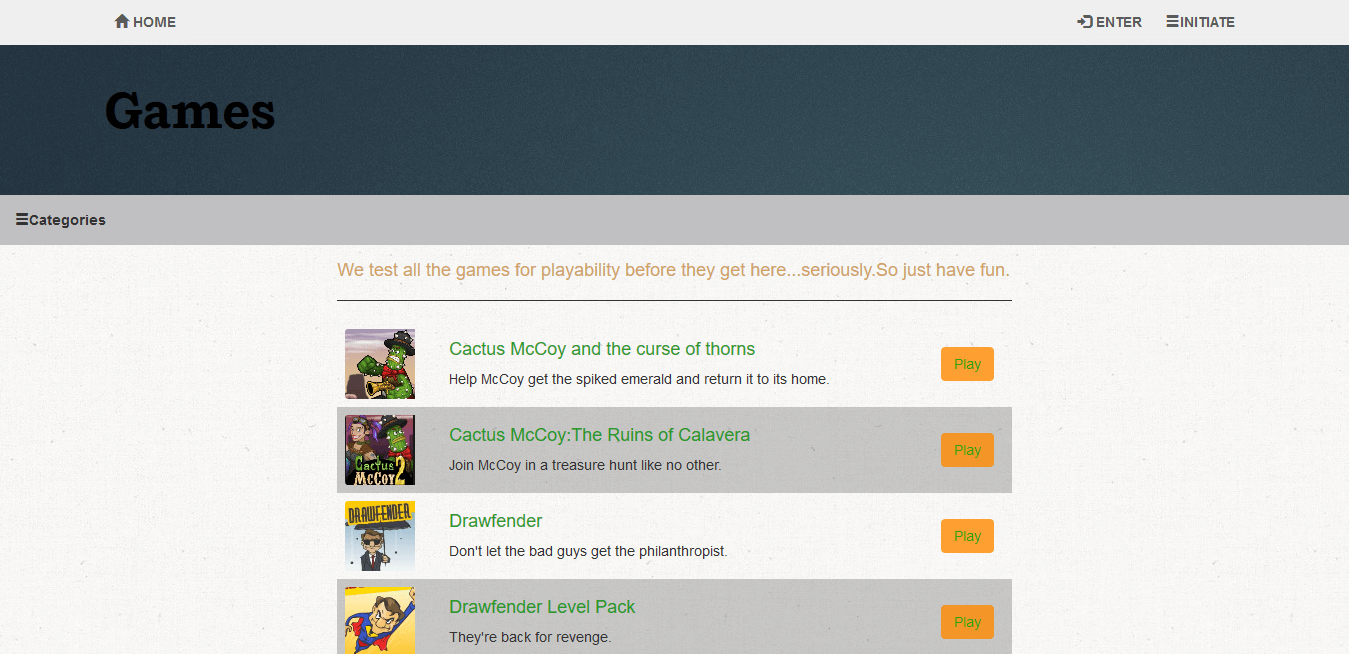 HOME
ENTER
INITIATE
Games
Categories
We test all the games for playability before they get here...seriously.So just have fun.
Cactus McCoy and the curse of thorns
Help McCoy get the spiked emerald and return it to its home.
Play
Cactus McCoy 2
Cactus McCoy:The Ruins of Calavera
Join McCoy in a treasure hunt like no other.
Play
DRAWFENDER
Drawfender
Don't let the bad guys get the philanthropist.
Play
Drawfender Level Pack
They're back for revenge.
Play